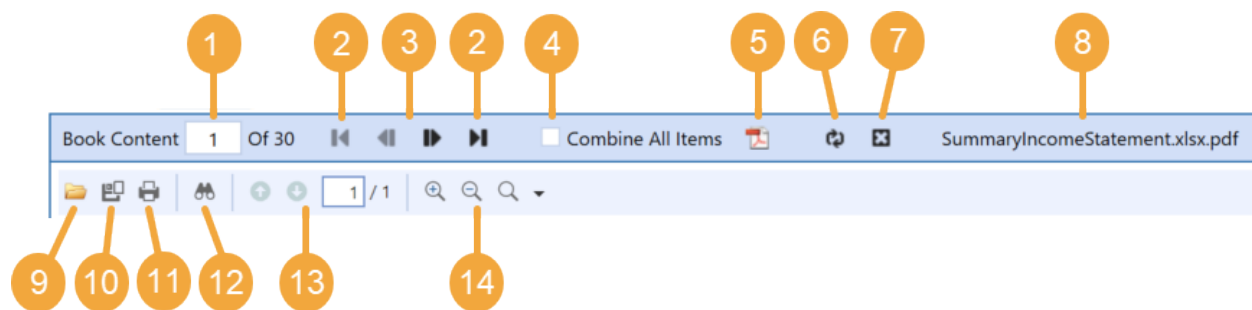 1 2 3 2 4 5 6 7 8
Book Content 1 Of 30 Combine All Items SummaryIncomeStatement.xlsx.pdf
1 / 1
9 10 11 12 13 14